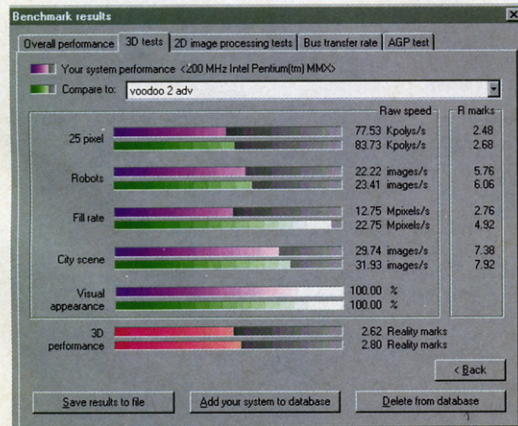 Benchmark results
Overall performance
3D tests
2D image processing tests
Bus transfer rate
AGP test
Your system performance <200 MHz Intel Pentium(tm) MMX>
Compare to: voodoo 2 adv
Raw speed R marks
25 pixel
77.53 Kpolys/s 2.48
83.73 Kpolys/s 2.68
Robots
22.22 images/s 5.76
23.41 images/s 6.06
Fill rate
12.75 Mpixels/s 2.76
22.75 Mpixels/s 4.92
City scene
29.74 images/s 7.38
31.93 images/s 7.92
Visual appearance
100.00 %
100.00 %
3D performance
2.62 Reality marks
2.80 Reality marks
< Back
Save results to file
Add your system to database
Delete from database